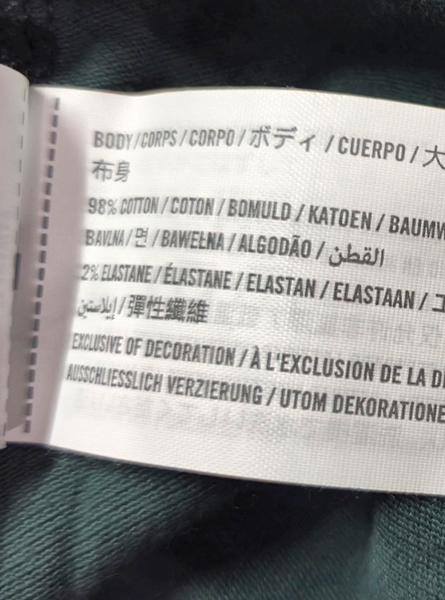 BODY/CORPS/CORPO/ボディ/CUERPO/大
布身
98% COTTON/COTON/BOMULD/KATOEN/BAUMW
BAVLNA/면/BAWEŁNA/ALGODÃO/القطن
2% ELASTANE/ÉLASTANE/ELASTAN/ELASTAAN/エ
إيلاستين/彈性纖維
EXCLUSIVE OF DECORATION/À L'EXCLUSION DE LA D
AUSSCHLIESSLICH VERZIERUNG/UTOM DEKORATIONE